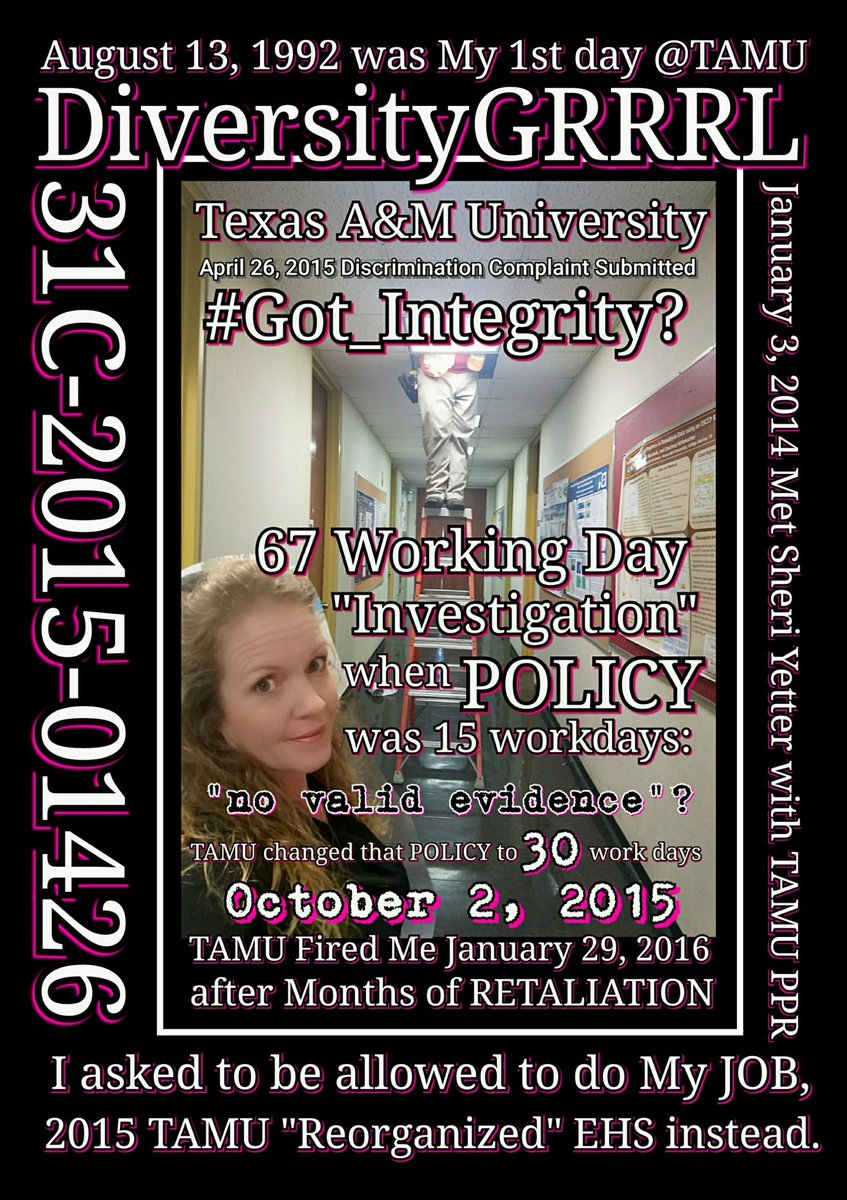 August 13, 1992 was My 1st day @TAMU
DiversityGRRRL
31C-2015-01426
January 3, 2014 Met Sheri Yetter with TAMU PPR
Texas A&M University
April 26, 2015 Discrimination Complaint Submitted
#Got_Integrity?
67 Working Day
"Investigation"
when POLICY
was 15 workdays:
"no valid evidence"?
TAMU changed that POLICY to 30 work days
October 2, 2015
TAMU Fired Me January 29, 2016
after Months of RETALIATION
I asked to be allowed to do My JOB,
2015 TAMU "Reorganized" EHS instead.